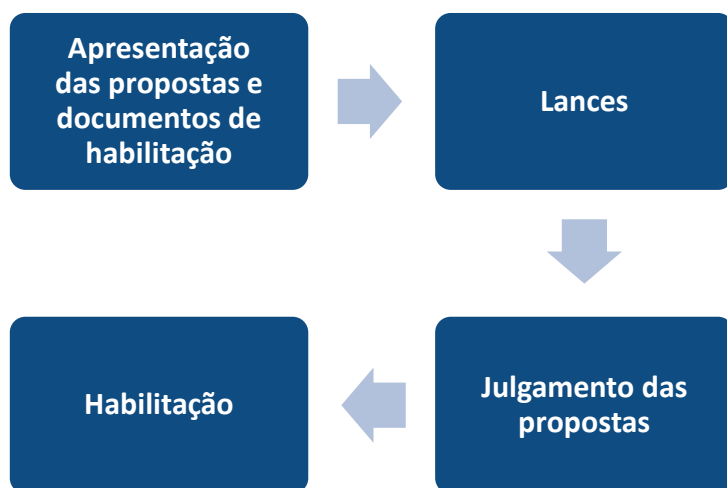 Apresentação
das propostas e
documentos de
habilitação
Lances
Julgamento das
propostas
Habilitação